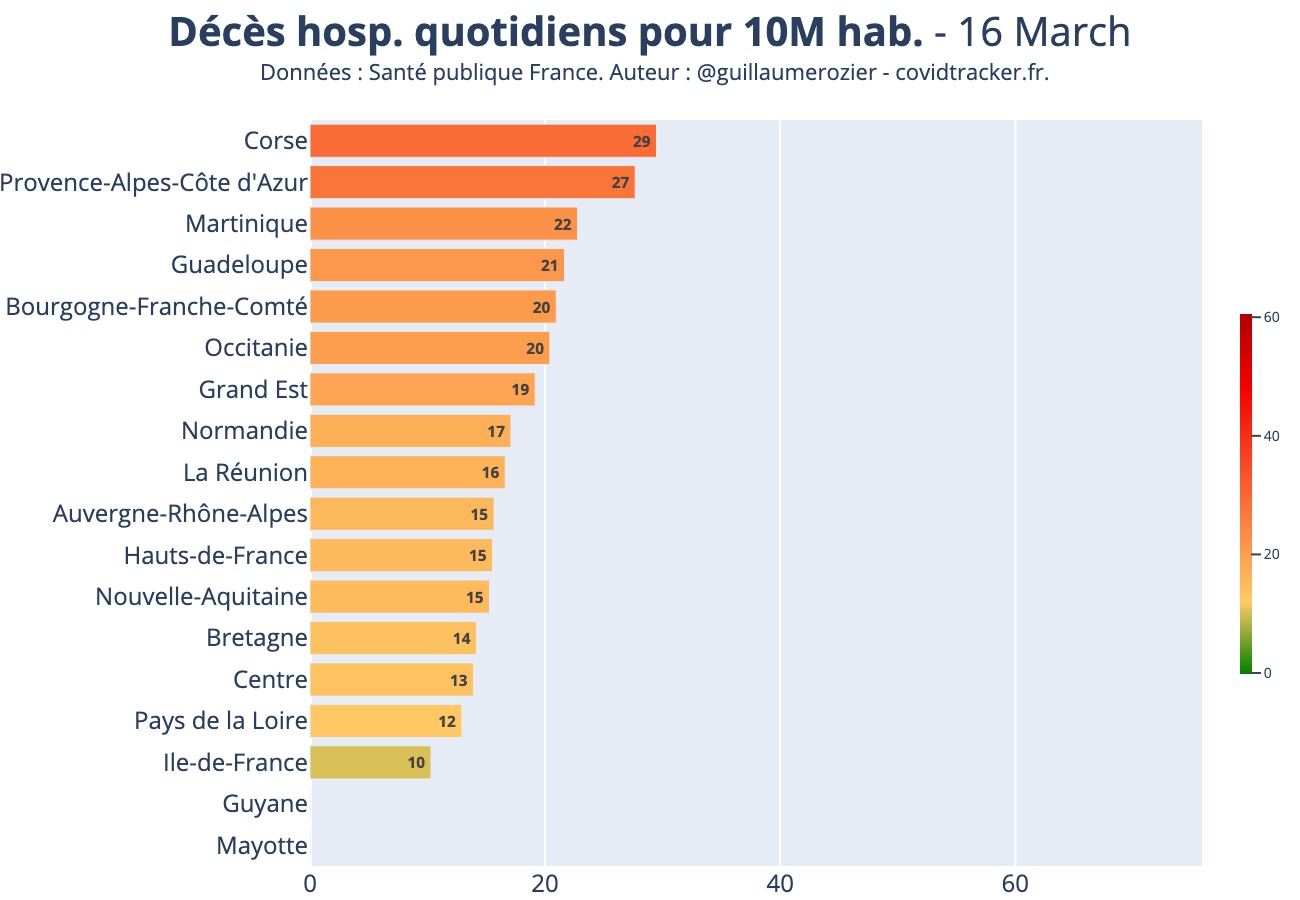 Décès hosp. quotidiens pour 10M hab. - 16 March
Données : Santé publique France. Auteur : @guillaumerozier - covidtracker.fr.
Corse 29
Provence-Alpes-Côte d'Azur 27
Martinique 22
Guadeloupe 21
Bourgogne-Franche-Comté 20
Occitanie 20
Grand Est 19
Normandie 17
La Réunion 16
Auvergne-Rhône-Alpes 15
Hauts-de-France 15
Nouvelle-Aquitaine 15
Bretagne 14
Centre 13
Pays de la Loire 12
Ile-de-France 10
Guyane
Mayotte
0 20 40 60
60
40
20
0